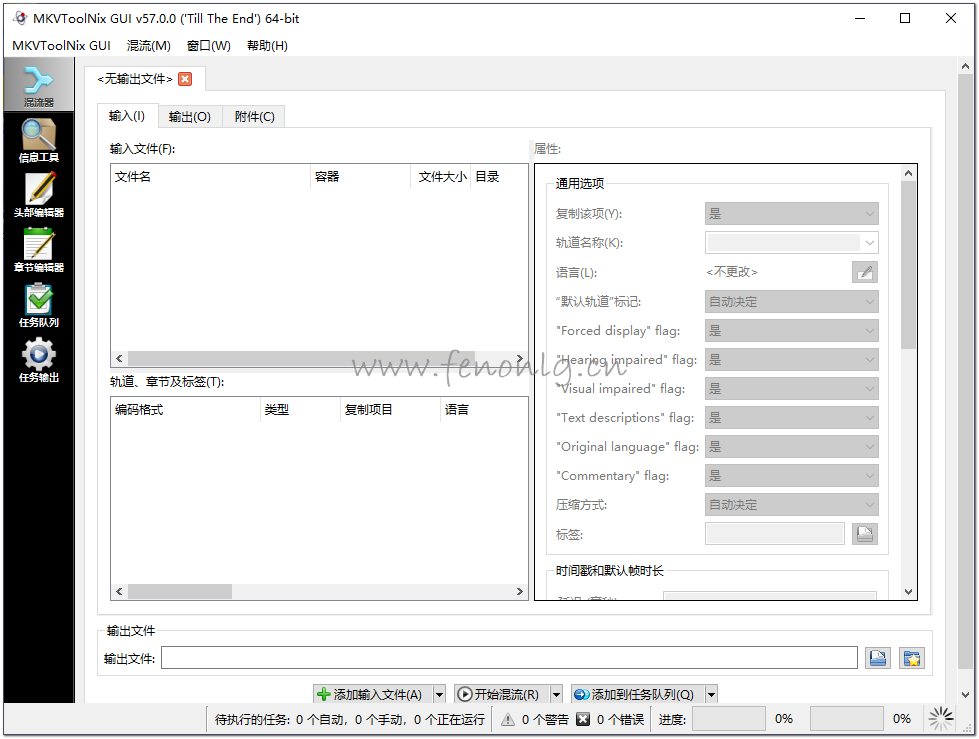 MKVToolNix GUI v57.0.0 ('Till The End') 64-bit
MKVToolNix GUI 混流(M) 窗口(W) 帮助(H)
混流器
信息工具
头部编辑器
章节编辑器
任务队列
任务输出
<无输出文件>
输入(I) 输出(O) 附件(C)
输入文件(F):
文件名 容器 文件大小 目录
轨道、章节及标签(T):
编码格式 类型 复制项目 语言
属性:
通用选项
复制该项(Y): 是
轨道名称(K):
语言(L): <不更改>
“默认轨道”标记: 自动决定
"Forced display" flag: 是
"Hearing impaired" flag: 是
"Visual impaired" flag: 是
"Text descriptions" flag: 是
"Original language" flag: 是
"Commentary" flag: 是
压缩方式: 自动决定
标签:
时间戳和默认帧时长
www.fenonlg.cn
输出文件
输出文件:
添加输入文件(A) 开始混流(R) 添加到任务队列(Q)
待执行的任务: 0 个自动，0 个手动，0 个正在运行 0 个警告 0 个错误 进度: 0% 0%